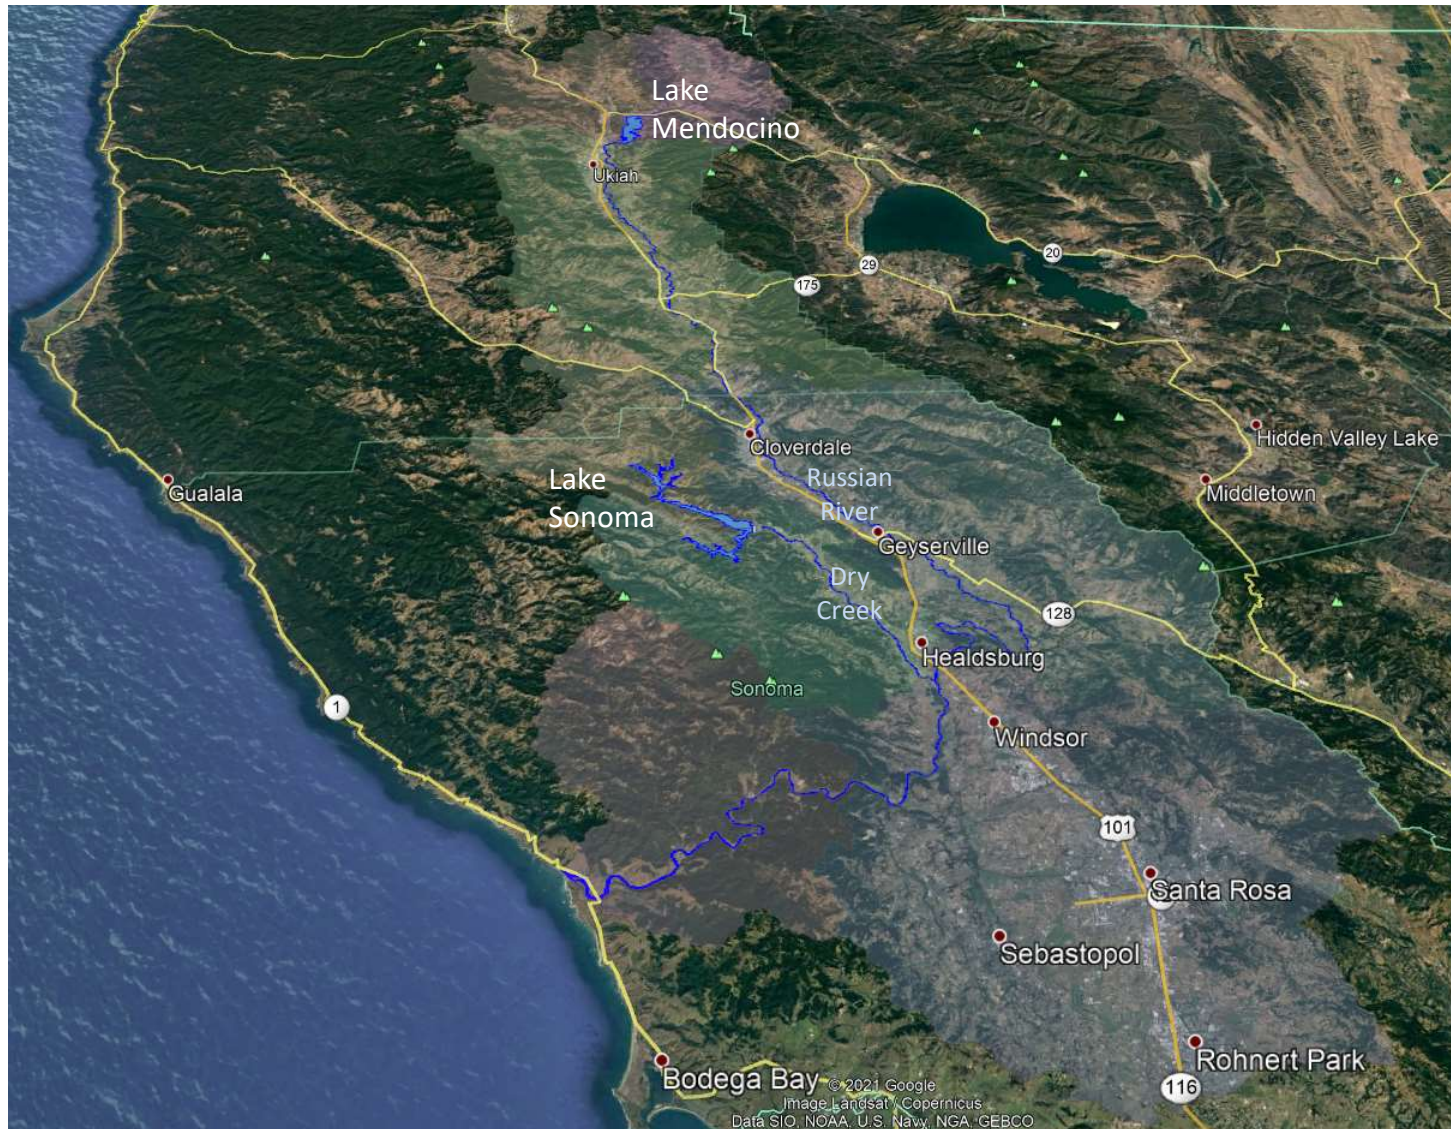 Lake
Mendocino
Ukiah
20
29
175
Hidden Valley Lake
Cloverdale
Russian
River
Lake
Sonoma
Gualala
Middletown
Geyserville
Dry
Creek
128
Healdsburg
Sonoma
1
Windsor
101
Santa Rosa
Sebastopol
Rohnert Park
Bodega Bay
116
© 2021 Google
Image Landsat / Copernicus
Data SIO, NOAA, U.S. Navy, NGA, GEBCO